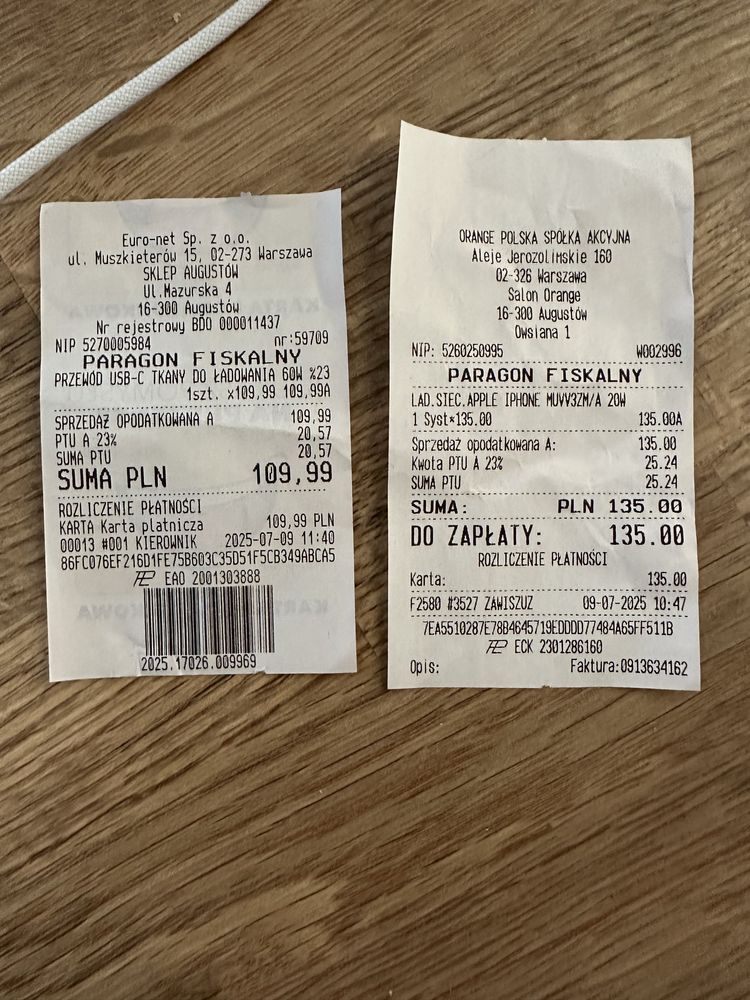 Euro-net Sp. z o.o.
ul. Muszkieterów 15, 02-273 Warszawa
SKLEP AUGUSTÓW
Ul.Mazurska 4
16-300 Augustów
Nr rejestrowy BDO 000011437
NIP 5270005984 nr:59709
PARAGON FISKALNY
PRZEWÓD USB-C TKANY DO ŁADOWANIA 60W %23
1szt. x109,99 109,99A
SPRZEDAŻ OPODATKOWANA A 109,99
PTU A 23% 20,57
SUMA PTU 20,57
SUMA PLN 109,99
ROZLICZENIE PŁATNOŚCI
KARTA Karta płatnicza 109,99 PLN
00013 #001 KIEROWNIK 2025-07-09 11:40
86FC076EF216D1FE75B603C35D51F5CB349ABCA5
EAO 2001303888
2025.17026.009969
ORANGE POLSKA SPÓŁKA AKCYJNA
Aleje Jerozolimskie 160
02-326 Warszawa
Salon Orange
16-300 Augustów
Owsiana 1
NIP: 5260250995 W002996
PARAGON FISKALNY
LAD.SIEC.APPLE IPHONE MUVV3ZM/A 20W
1 Syst*135.00 135.00A
Sprzedaż opodatkowana A: 135.00
Kwota PTU A 23% 25.24
SUMA PTU 25.24
SUMA: PLN 135.00
DO ZAPŁATY: 135.00
ROZLICZENIE PŁATNOŚCI
Karta: 135.00
F2580 #3527 ZAWISZUZ 09-07-2025 10:47
7EA5510287E78B4645719EDDDD77484A65FF511B
ECK 2301286160
Opis: Faktura:0913634162